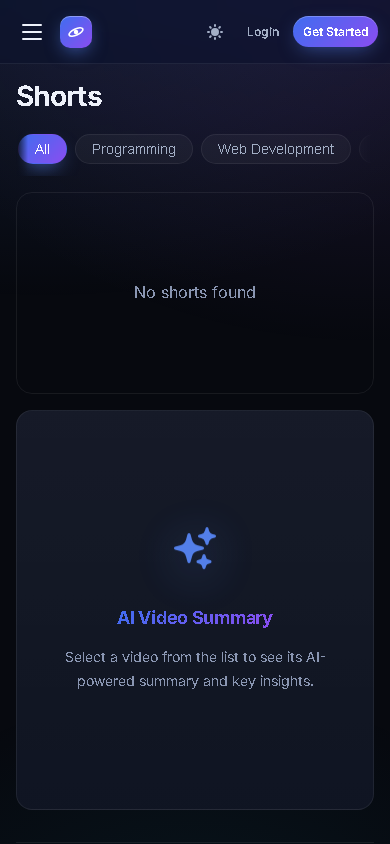 Login
Get Started
Shorts
All
Programming
Web Development
No shorts found
AI Video Summary
Select a video from the list to see its AI-
powered summary and key insights.